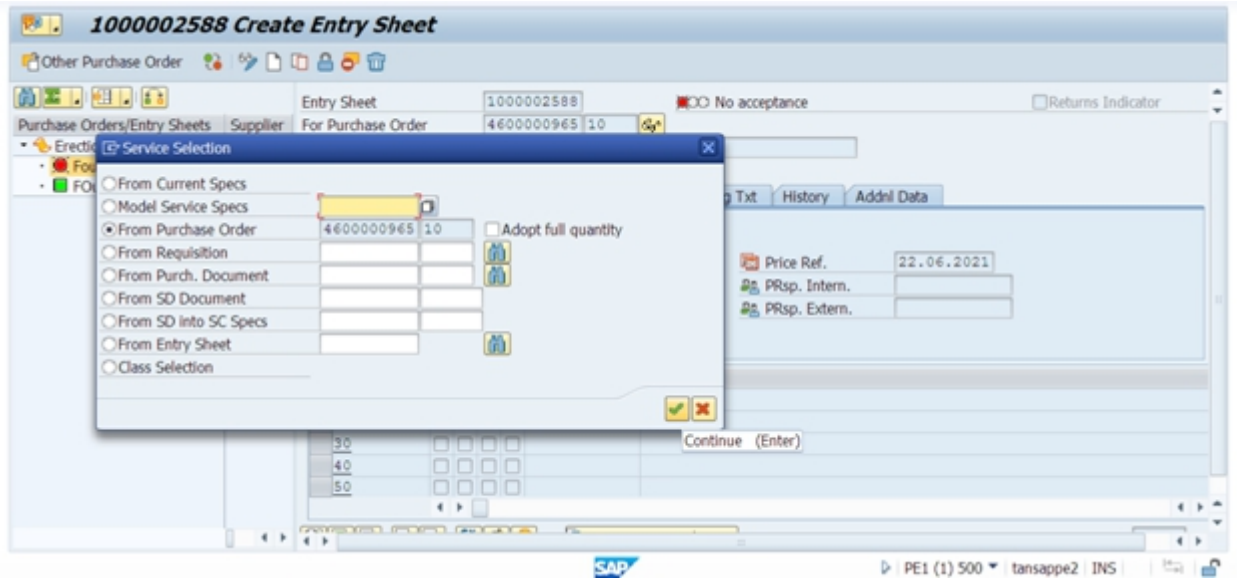 1000002588 Create Entry Sheet
Other Purchase Order
Entry Sheet 1000002588 No acceptance Returns Indicator
Purchase Orders/Entry Sheets Supplier For Purchase Order 4600000965 10
Erectio
Service Selection
Fou
FOu
From Current Specs
Model Service Specs
Txt History Addnl Data
From Purchase Order 4600000965 10 Adopt full quantity
From Requisition
Price Ref. 22.06.2021
From Purch. Document
PRsp. Intern.
From SD Document
PRsp. Extern.
From SD into SC Specs
From Entry Sheet
Class Selection
30
Continue (Enter)
40
50
SAP
PE1 (1) 500 tansappe2 INS